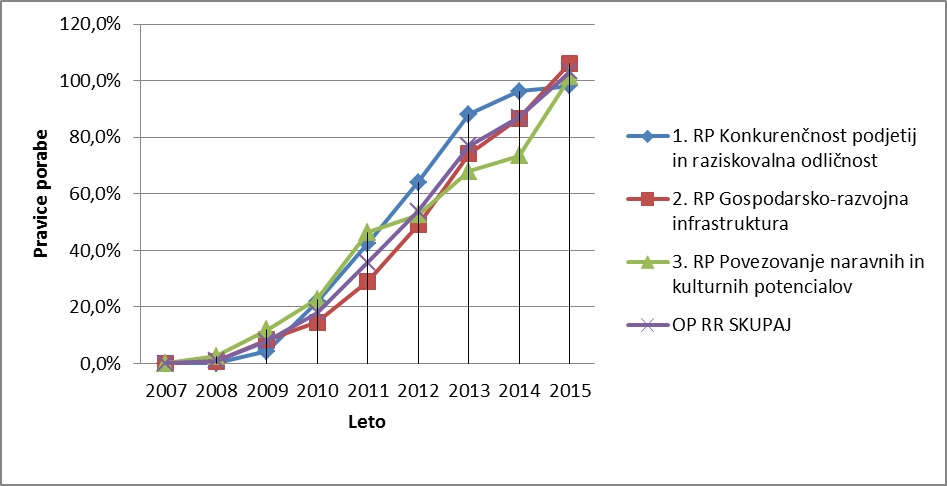 120,0%
100,0%
80,0%
60,0%
40,0%
20,0%
0,0%
Pravice porabe
2007 2008 2009 2010 2011 2012 2013 2014 2015
Leto
1. RP Konkurenčnost podjetij
in raziskovalna odličnost
2. RP Gospodarsko-razvojna
infrastruktura
3. RP Povezovanje naravnih in
kulturnih potencialov
OP RR SKUPAJ